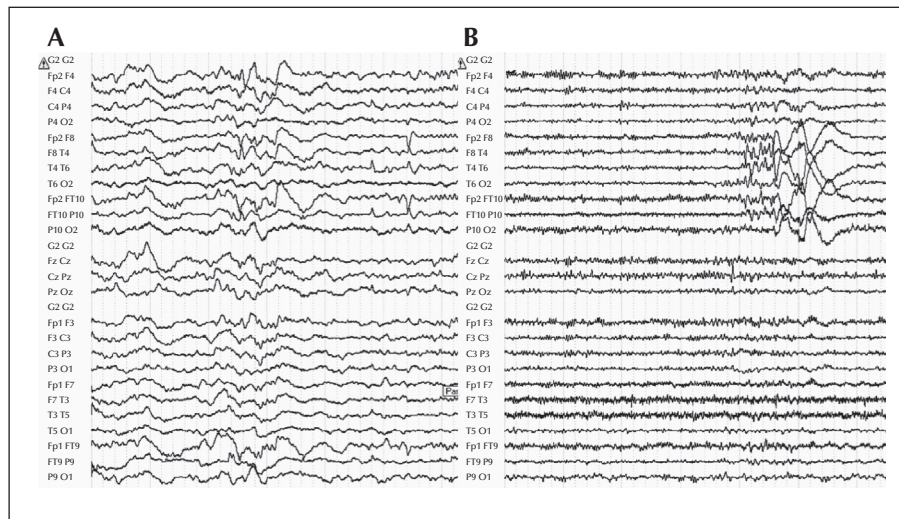 A
G2 G2
Fp2 F4
F4 C4
C4 P4
P4 O2
Fp2 F8
F8 T4
T4 T6
T6 O2
Fp2 FT10
FT10 P10
P10 O2
G2 G2
Fz Cz
Cz Pz
Pz Oz
G2 G2
Fp1 F3
F3 C3
C3 P3
P3 O1
Fp1 F7
F7 T3
T3 T5
T5 O1
Fp1 FT9
FT9 P9
P9 O1
B
G2 G2
Fp2 F4
F4 C4
C4 P4
P4 O2
Fp2 F8
F8 T4
T4 T6
T6 O2
Fp2 FT10
FT10 P10
P10 O2
G2 G2
Fz Cz
Cz Pz
Pz Oz
G2 G2
Fp1 F3
F3 C3
C3 P3
P3 O1
Fp1 F7
F7 T3
T3 T5
T5 O1
Fp1 FT9
FT9 P9
P9 O1